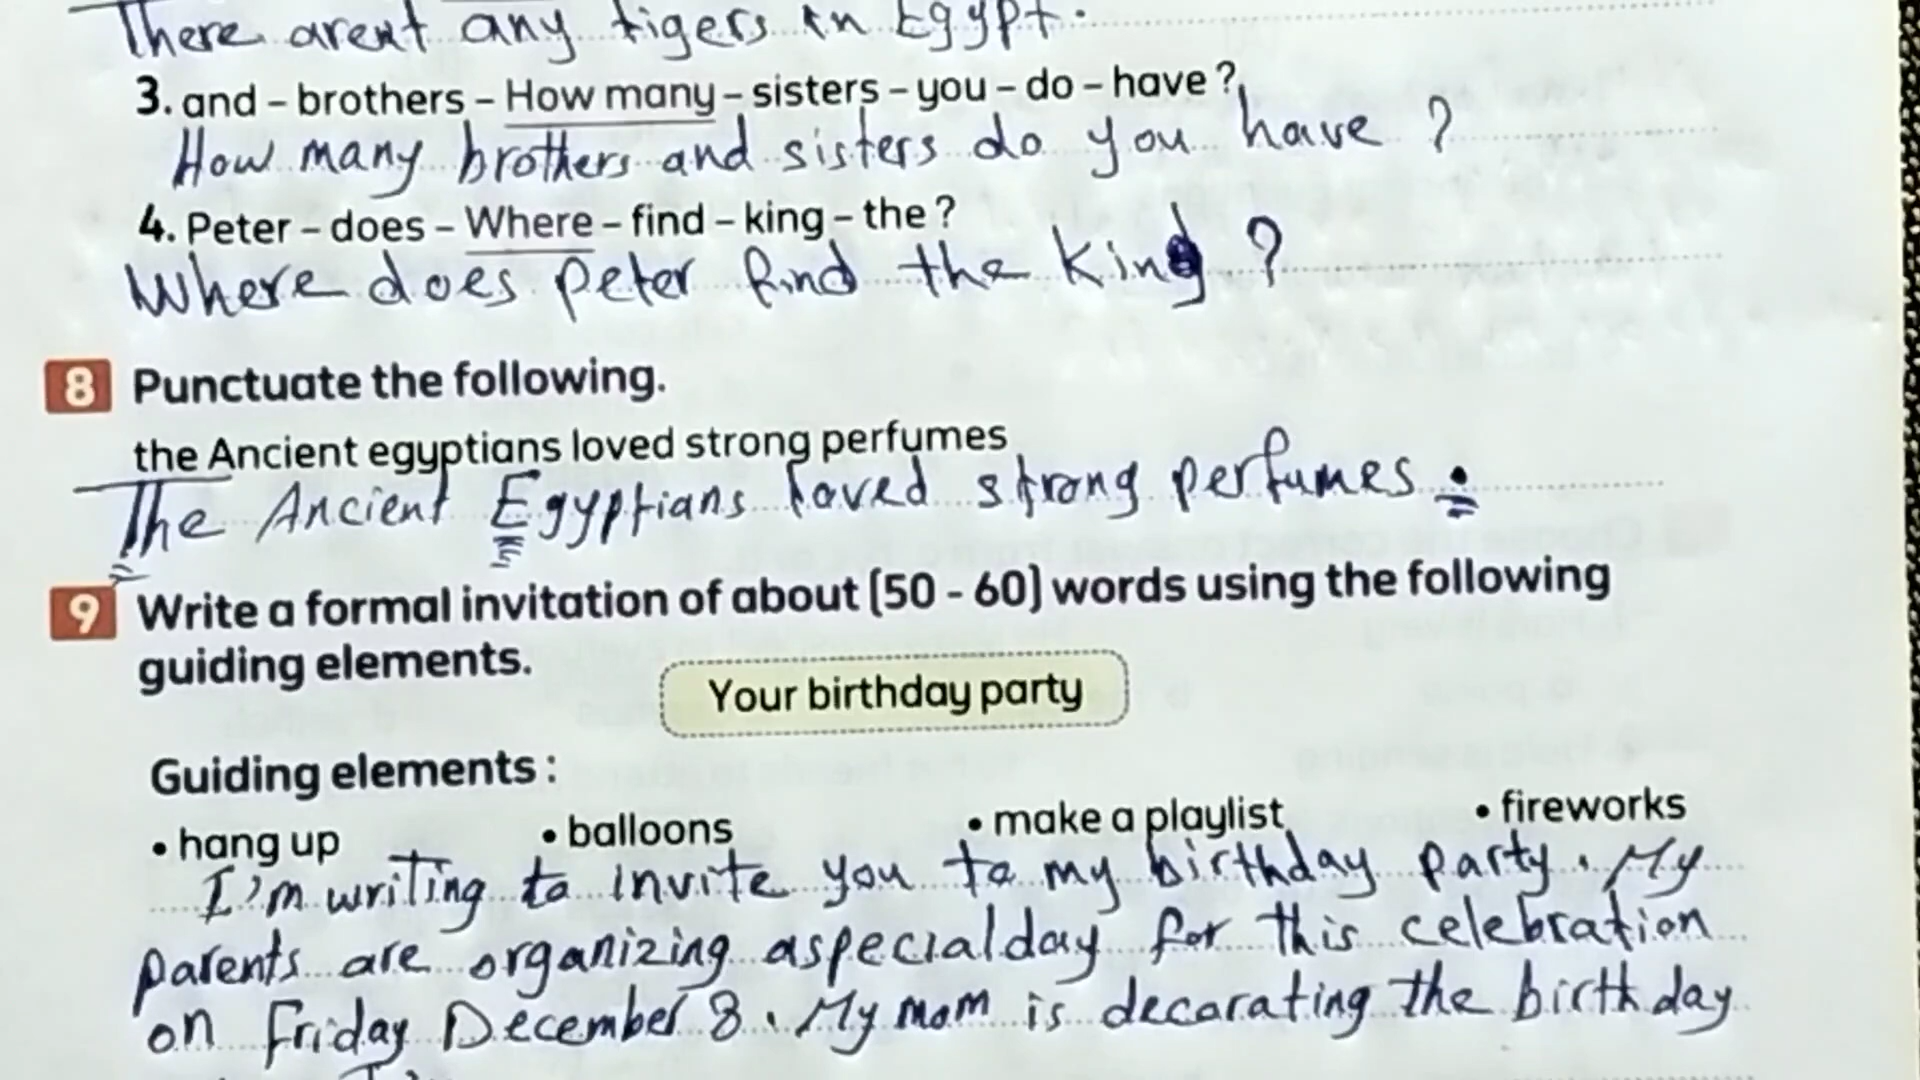 There aren't any tigers in Egypt.
3. and – brothers – How many – sisters – you – do – have ?
How many brothers and sisters do you have ?
4. Peter – does – Where – find – king – the ?
Where does Peter find the King ?
8 Punctuate the following.
the Ancient egyptians loved strong perfumes
The Ancient Egyptians loved strong perfumes .
9 Write a formal invitation of about (50 - 60) words using the following
guiding elements.
Your birthday party
Guiding elements :
• hang up • balloons • make a playlist • fireworks
I'm writing to invite you to my birthday party. My
parents are organizing a special day for this celebration
on Friday December 8. My mom is decorating the birthday